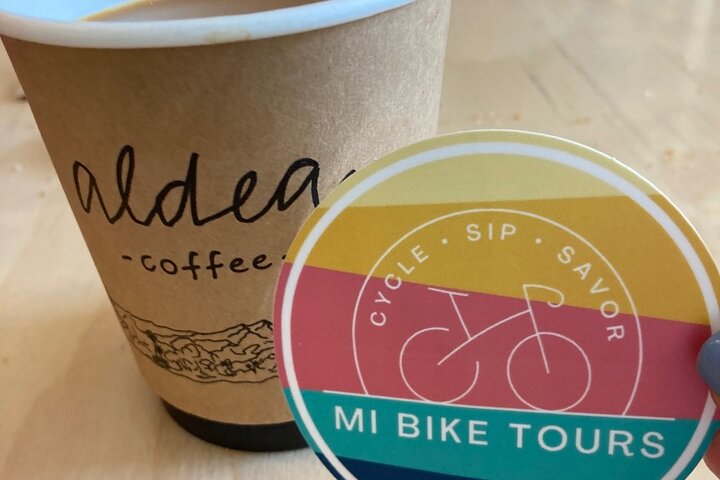 aldea
-coffee-
CYCLE · SIP · SAVOR
MI BIKE TOURS